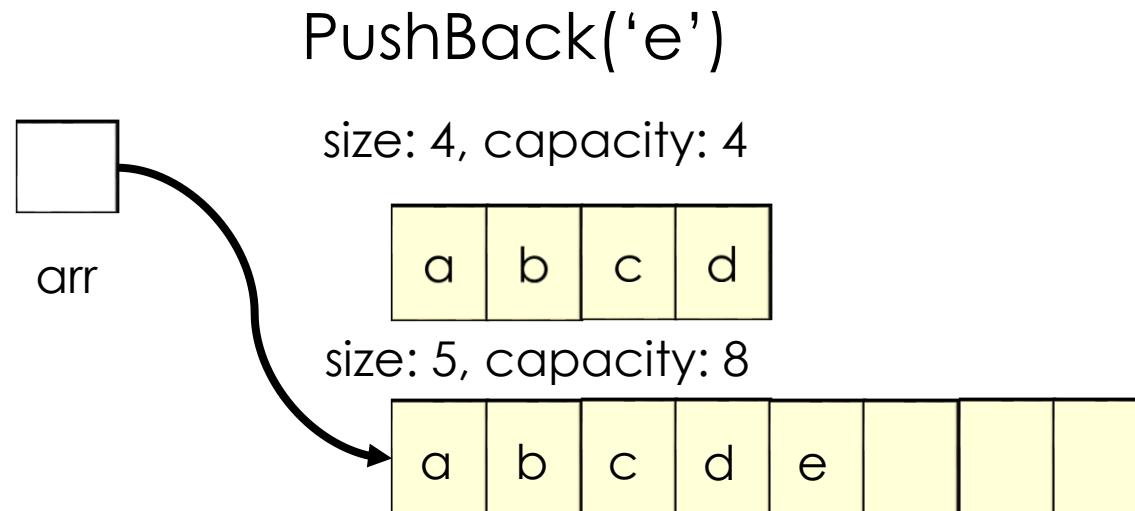 PushBack(‘e’)
size: 4, capacity: 4
arr
a b c d
size: 5, capacity: 8
a b c d e